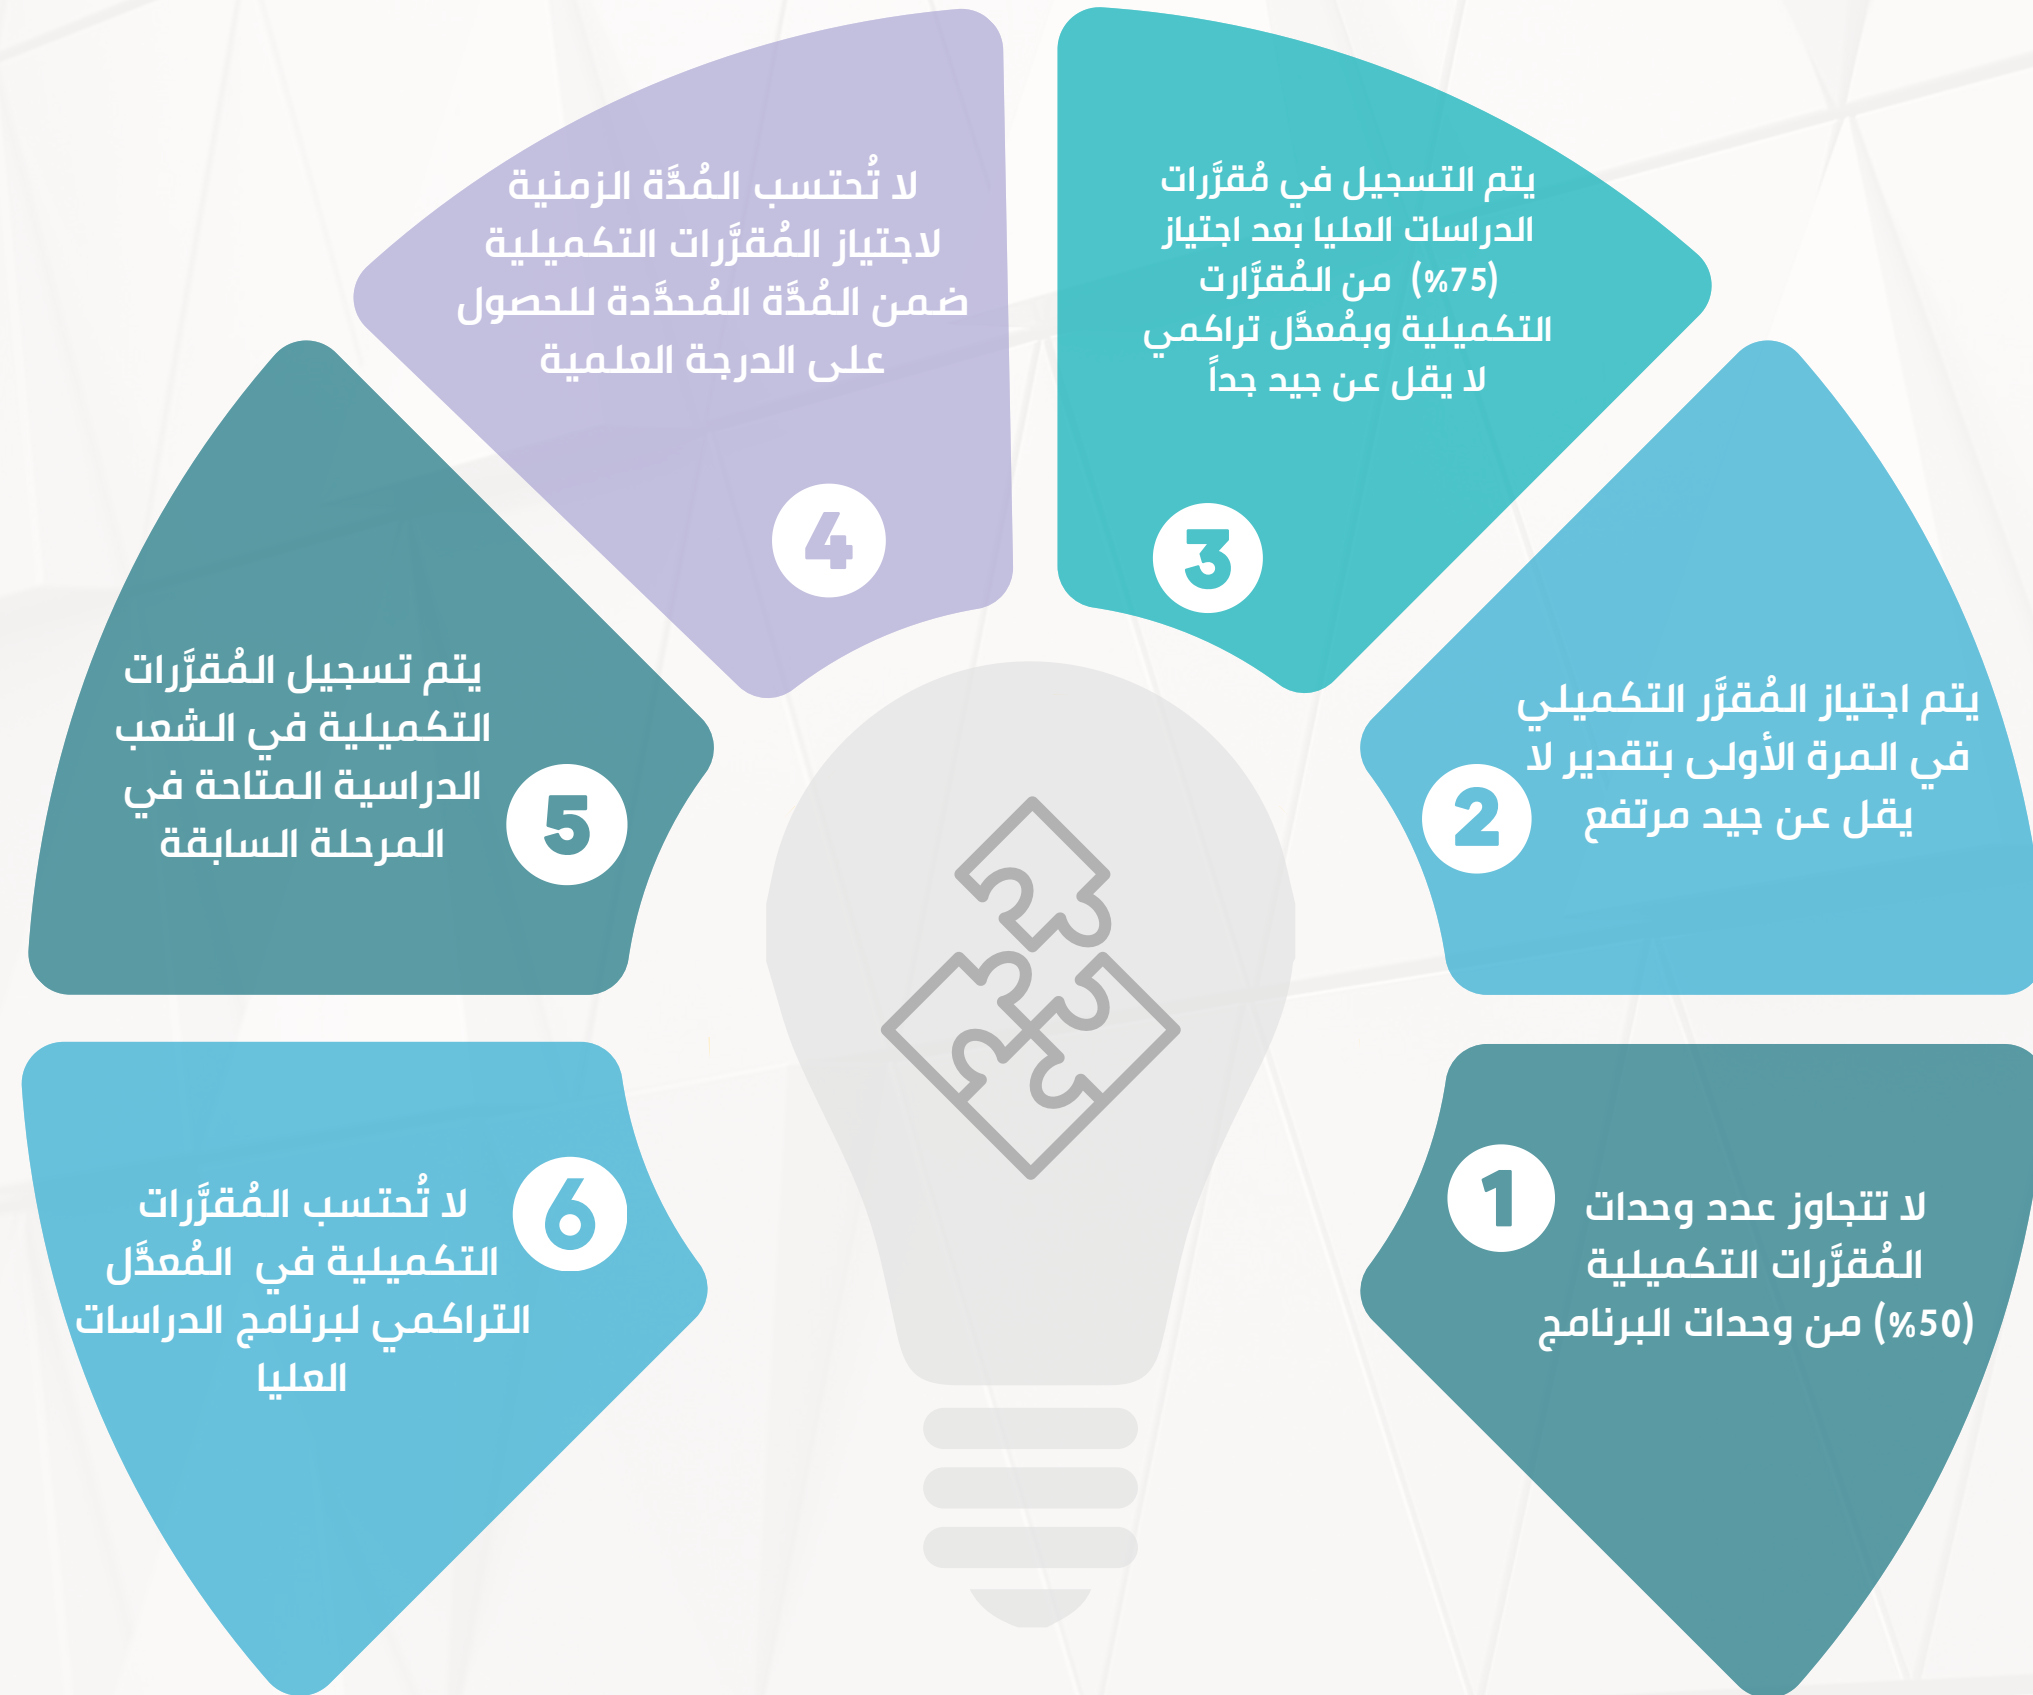 1
لا تتجاوز عدد وحدات
المُقرَّرات التكميلية
(50%) من وحدات البرنامج
2
يتم اجتياز المُقرَّر التكميلي
في المرة الأولى بتقدير لا
يقل عن جيد مرتفع
3
يتم التسجيل في مُقرَّرات
الدراسات العليا بعد اجتياز
(75%) من المُقرَّارت
التكميلية وبمُعدَّل تراكمي
لا يقل عن جيد جداً
4
لا تُحتسب المُدَّة الزمنية
لاجتياز المُقرَّرات التكميلية
ضمن المُدَّة المُحدَّدة للحصول
على الدرجة العلمية
5
يتم تسجيل المُقرَّرات
التكميلية في الشعب
الدراسية المتاحة في
المرحلة السابقة
6
لا تُحتسب المُقرَّرات
التكميلية في المُعدَّل
التراكمي لبرنامج الدراسات
العليا